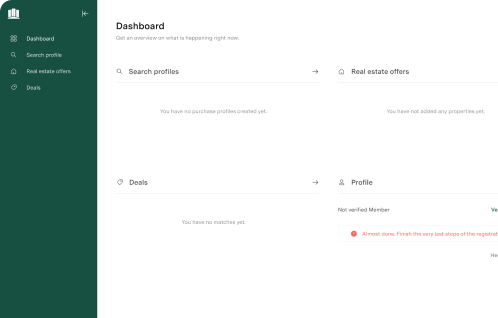 Dashboard
Search profile
Real estate offers
Deals
Dashboard
Get an overview on what is happening right now.
Search profiles
You have no purchase profiles created yet.
Real estate offers
You have not added any properties yet.
Deals
You have no matches yet.
Profile
Not verified Member
Ve
Almost done. Finish the very last steps of the registrat
He